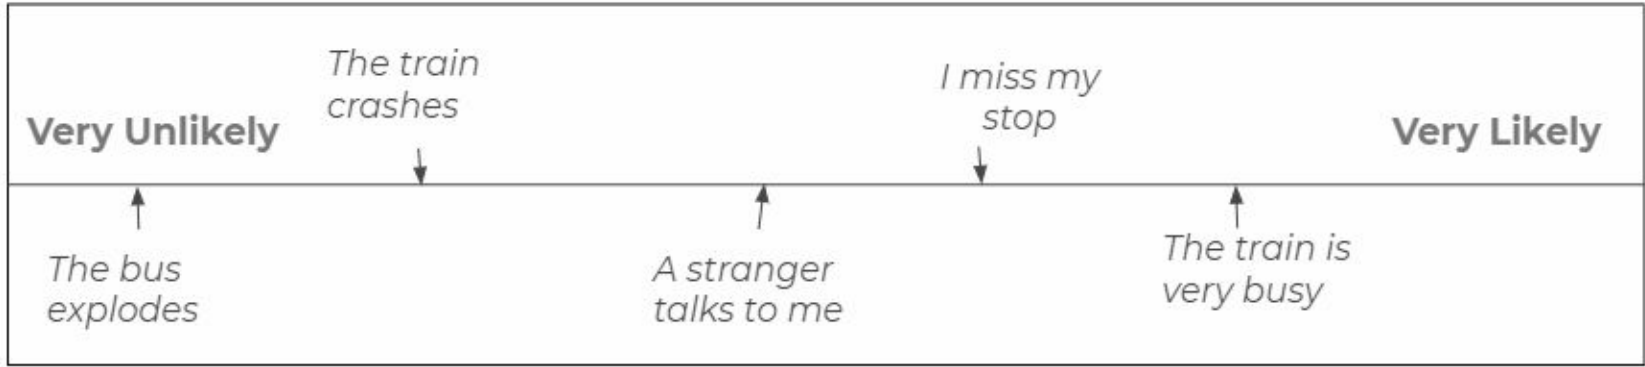 The train
crashes
I miss my
stop
Very Unlikely
Very Likely
The bus
explodes
A stranger
talks to me
The train is
very busy